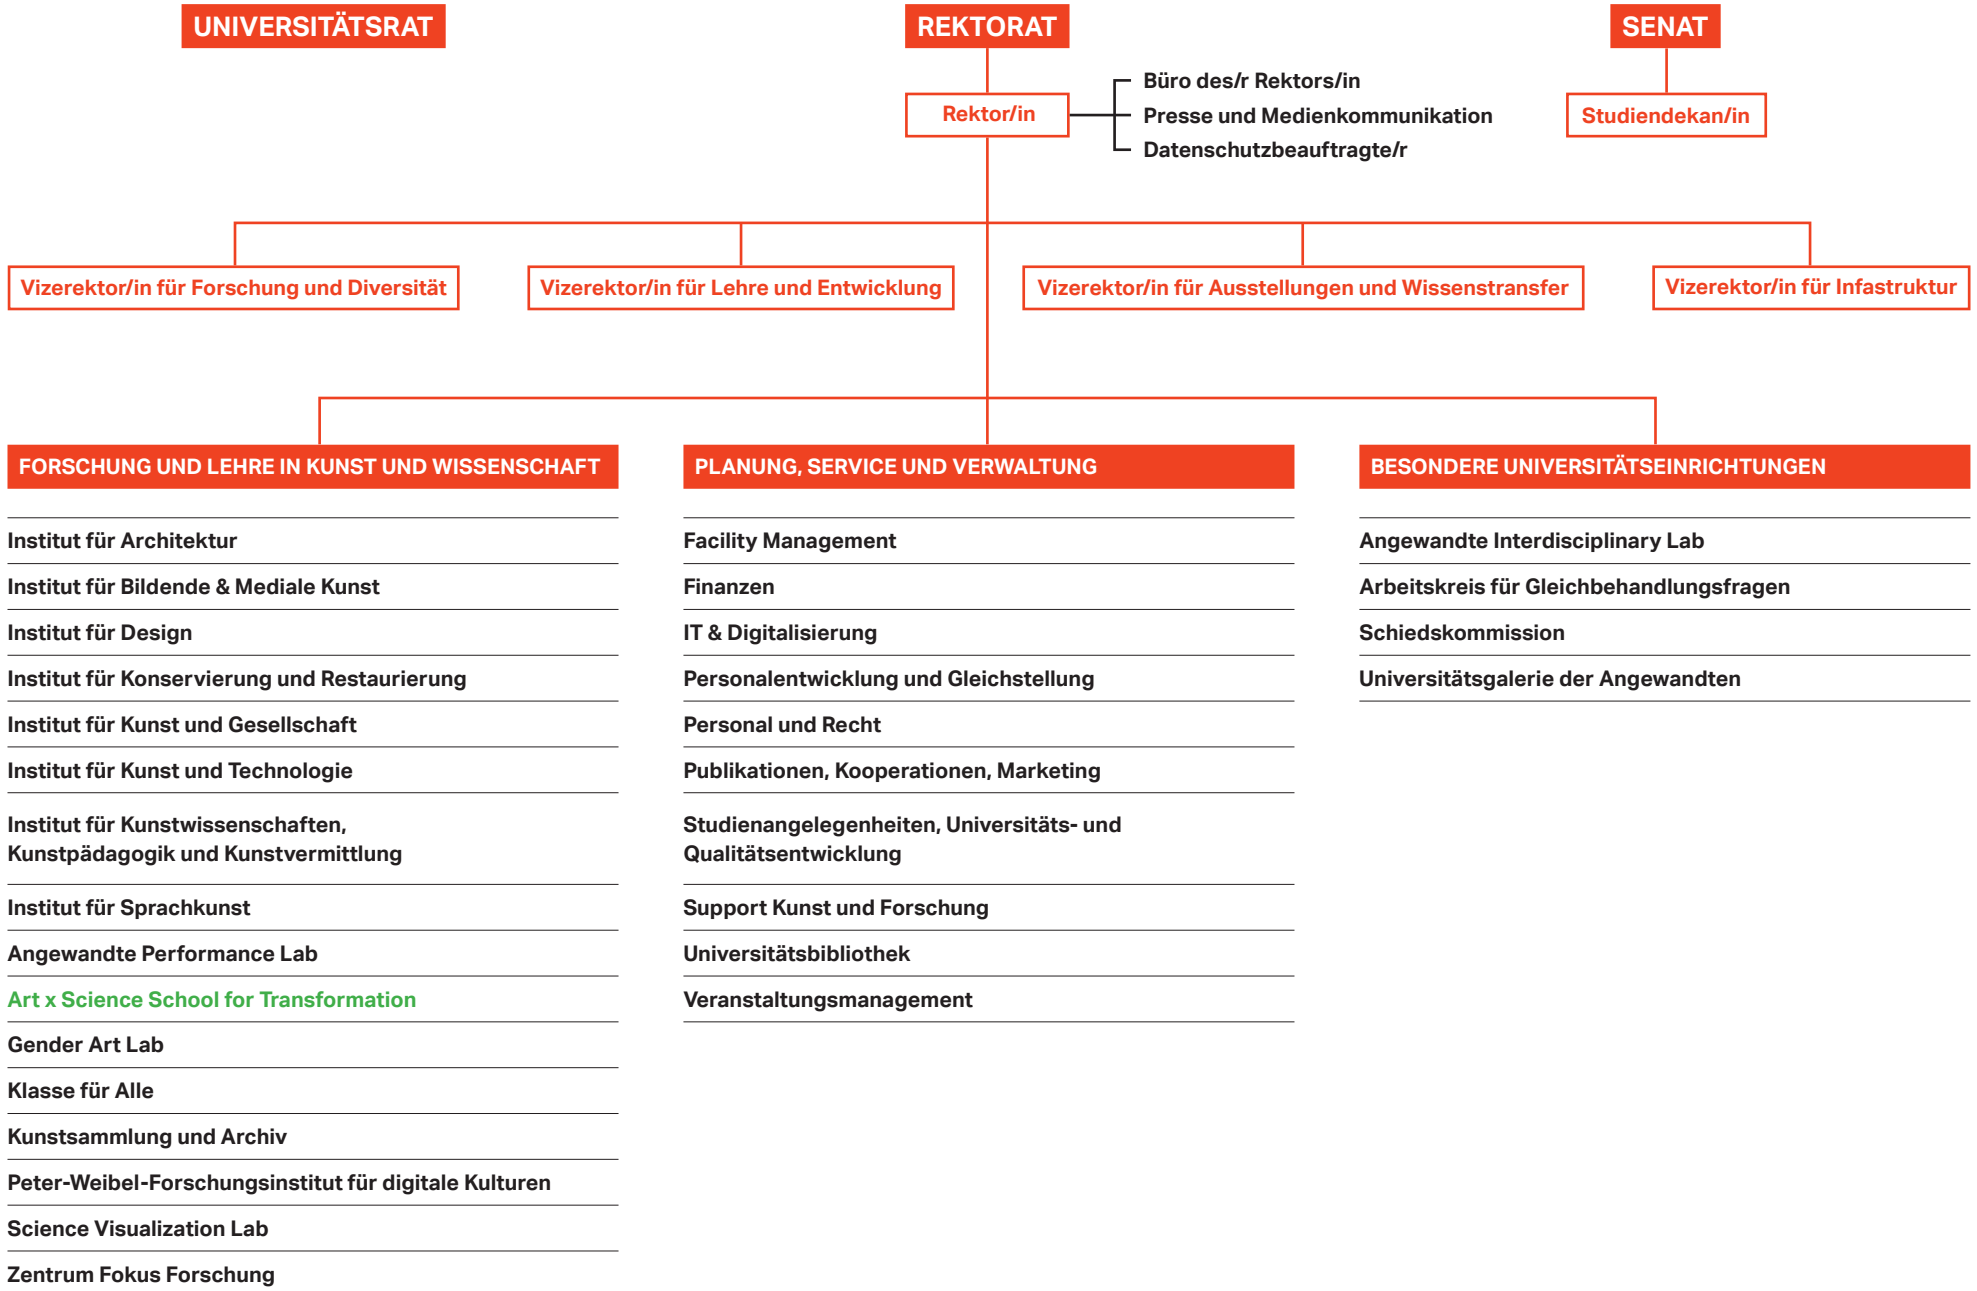 UNIVERSITÄTSRAT
REKTORAT
SENAT
Rektor/in
Büro des/r Rektors/in
Presse und Medienkommunikation
Datenschutzbeauftragte/r
Studiendekan/in
Vizerektor/in für Forschung und Diversität
Vizerektor/in für Lehre und Entwicklung
Vizerektor/in für Ausstellungen und Wissenstransfer
Vizerektor/in für Infastruktur
FORSCHUNG UND LEHRE IN KUNST UND WISSENSCHAFT
Institut für Architektur
Institut für Bildende & Mediale Kunst
Institut für Design
Institut für Konservierung und Restaurierung
Institut für Kunst und Gesellschaft
Institut für Kunst und Technologie
Institut für Kunstwissenschaften,
Kunstpädagogik und Kunstvermittlung
Institut für Sprachkunst
Angewandte Performance Lab
Art x Science School for Transformation
Gender Art Lab
Klasse für Alle
Kunstsammlung und Archiv
Peter-Weibel-Forschungsinstitut für digitale Kulturen
Science Visualization Lab
Zentrum Fokus Forschung
PLANUNG, SERVICE UND VERWALTUNG
Facility Management
Finanzen
IT & Digitalisierung
Personalentwicklung und Gleichstellung
Personal und Recht
Publikationen, Kooperationen, Marketing
Studienangelegenheiten, Universitäts- und
Qualitätsentwicklung
Support Kunst und Forschung
Universitätsbibliothek
Veranstaltungsmanagement
BESONDERE UNIVERSITÄTSEINRICHTUNGEN
Angewandte Interdisciplinary Lab
Arbeitskreis für Gleichbehandlungsfragen
Schiedskommission
Universitätsgalerie der Angewandten